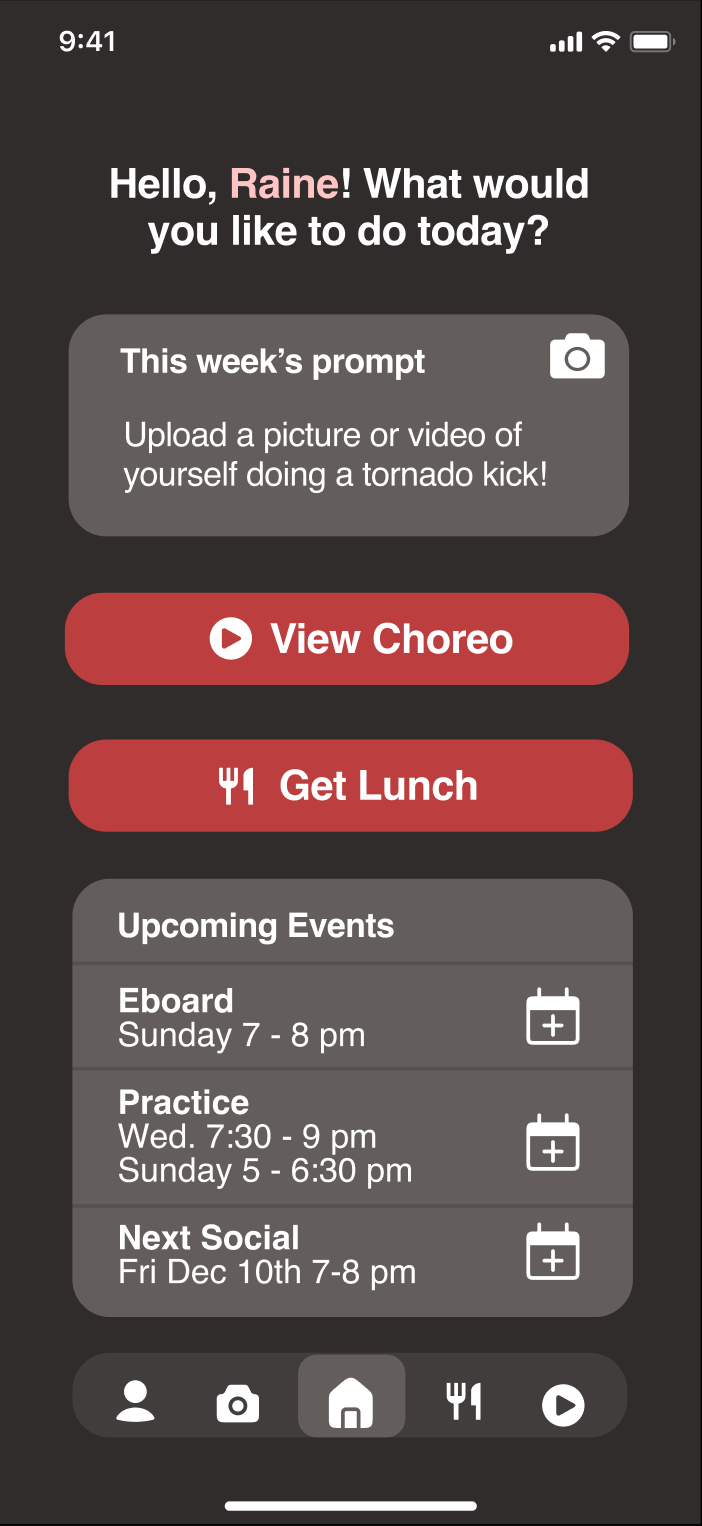 9:41
Hello, Raine! What would
you like to do today?
This week’s prompt
Upload a picture or video of
yourself doing a tornado kick!
View Choreo
Get Lunch
Upcoming Events
Eboard
Sunday 7 - 8 pm
Practice
Wed. 7:30 - 9 pm
Sunday 5 - 6:30 pm
Next Social
Fri Dec 10th 7-8 pm